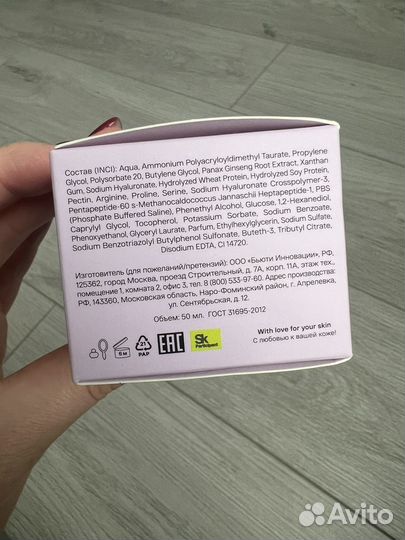 Состав (INCI): Aqua, Ammonium Polyacryloyldimethyl Taurate, Propylene
Glycol, Polysorbate 20, Butylene Glycol, Panax Ginseng Root Extract, Xanthan
Gum, Sodium Hyaluronate, Hydrolyzed Wheat Protein, Hydrolyzed Soy Protein,
Pectin, Arginine, Proline, Serine, Sodium Hyaluronate Crosspolymer-3,
Pentapeptide-60 s-Methanocaldococcus Jannaschii Heptapeptide-1, PBS
(Phosphate Buffered Saline), Phenethyl Alcohol, Glucose, 1,2-Hexanediol,
Caprylyl Glycol, Tocopherol, Potassium Sorbate, Sodium Benzoate,
Phenoxyethanol, Glyceryl Laurate, Parfum, Ethylhexylglycerin, Sodium Sulfate,
Sodium Benzotriazolyl Butylphenol Sulfonate, Buteth-3, Tributyl Citrate,
Disodium EDTA, CI 14720.
Изготовитель (для пожеланий/претензий): ООО «Бьюти Инновации», РФ,
125362, город Москва, проезд Строительный, д. 7А, корп. 11А, этаж тех.,
помещение 1, комната 2, офис 3, тел. 8 (800) 533-97-60. Адрес производства:
РФ, 143360, Московская область, Наро-Фоминский район, г. Апрелевка,
ул. Сентябрьская, д. 12.
Объем: 50 мл. ГОСТ 31695-2012
6 М
21
PAP
EAC
Sk
Participant
With love for your skin
С любовью к вашей коже!
Avito